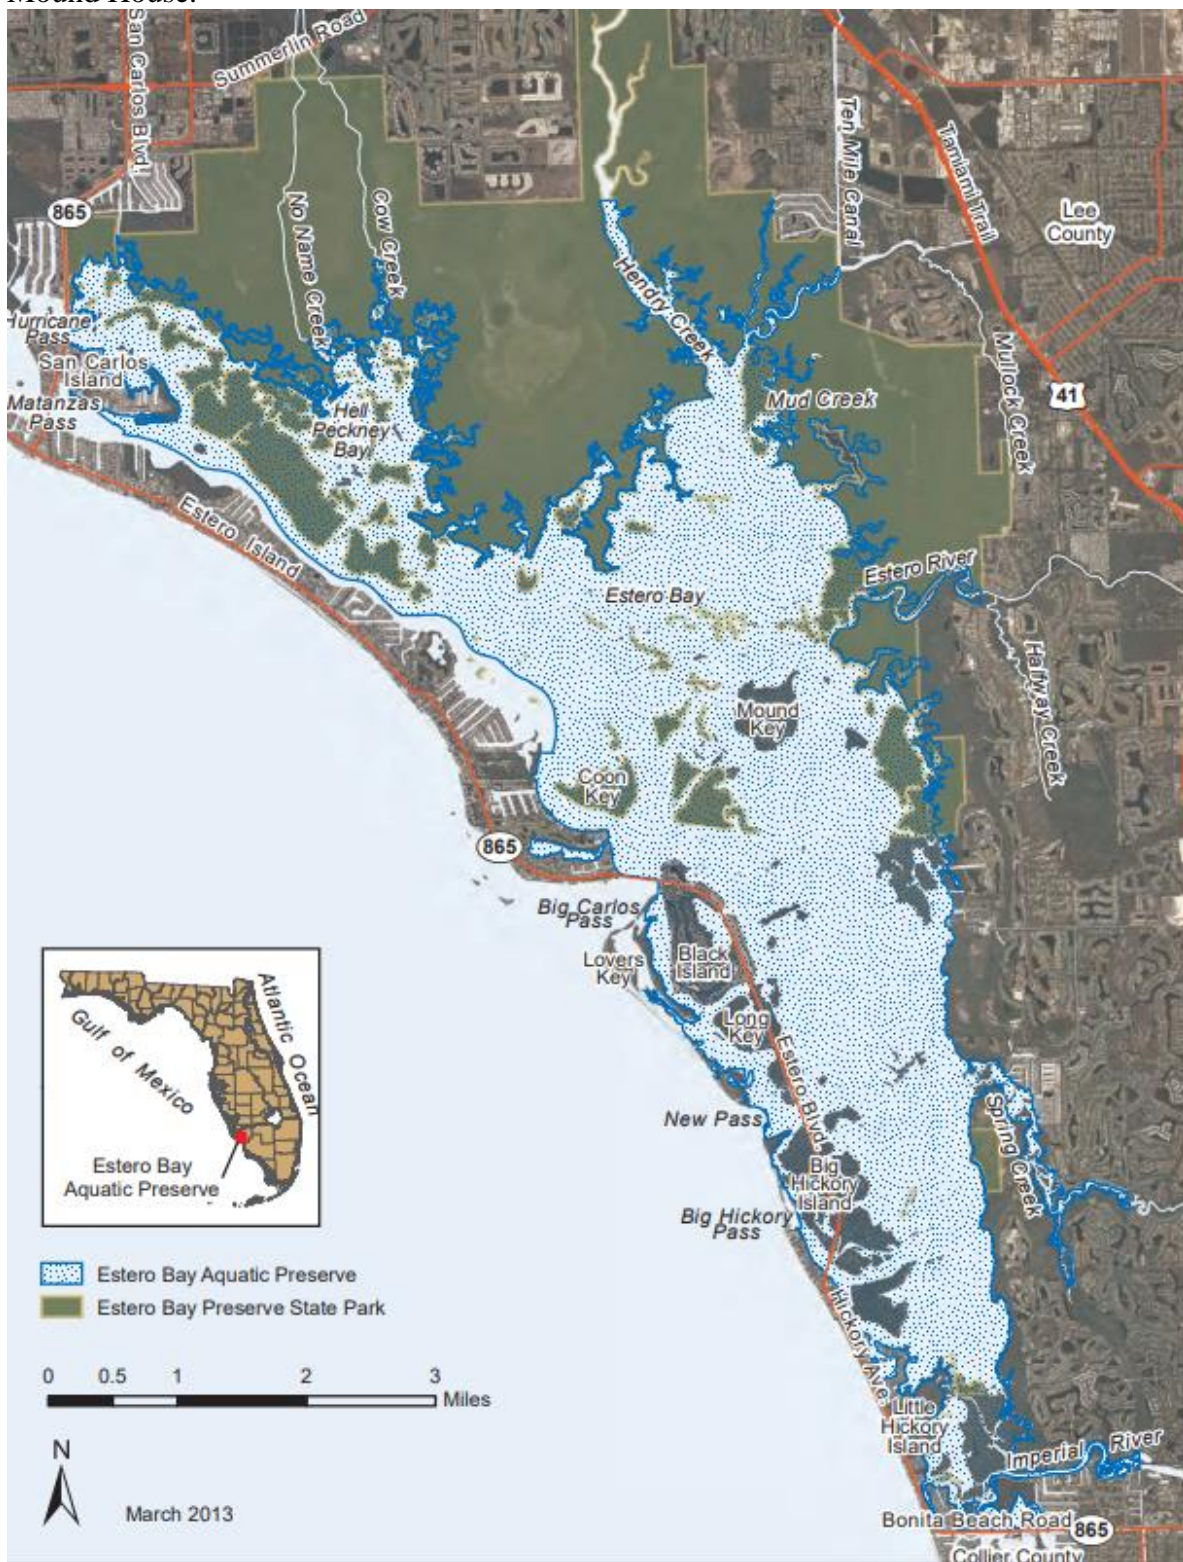 Mound House.
San Carlos Blvd.
Summerlin Road
865
No Name Creek
Cow Creek
Hendry Creek
Ten Mile Canal
Tamiami Trail
Lee
County
Hurricane
Pass
San Carlos
Island
Matanzas
Pass
Hell
Peckney
Bay
Mud Creek
Mullock Creek
41
Estero Island
Estero Bay
Estero River
Halfway Creek
Mound
Key
Coon
Key
865
Big Carlos
Pass
Lovers
Key
Black
Island
Long
Key
Estero Blvd.
New Pass
Big
Hickory
Island
Big Hickory
Pass
Spring Creek
Hickory Ave.
Little
Hickory
Island
Imperial River
Bonita Beach Road
865
Collier County
Gulf of Mexico
Atlantic Ocean
Estero Bay
Aquatic Preserve
Estero Bay Aquatic Preserve
Estero Bay Preserve State Park
0 0.5 1 2 3
Miles
N
March 2013